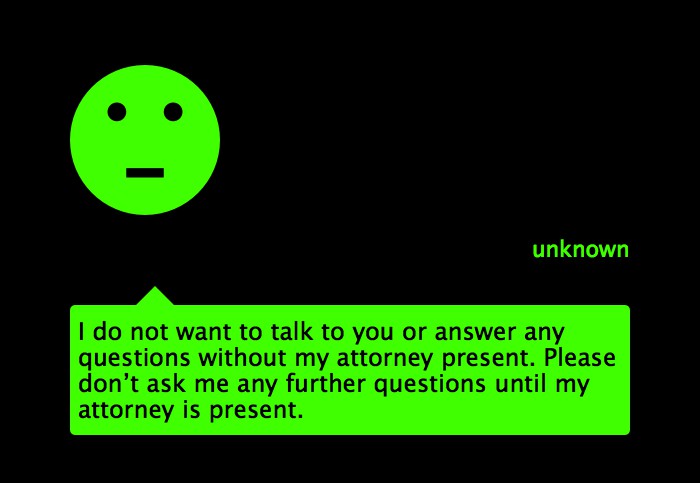 unknown
I do not want to talk to you or answer any
questions without my attorney present. Please
don’t ask me any further questions until my
attorney is present.